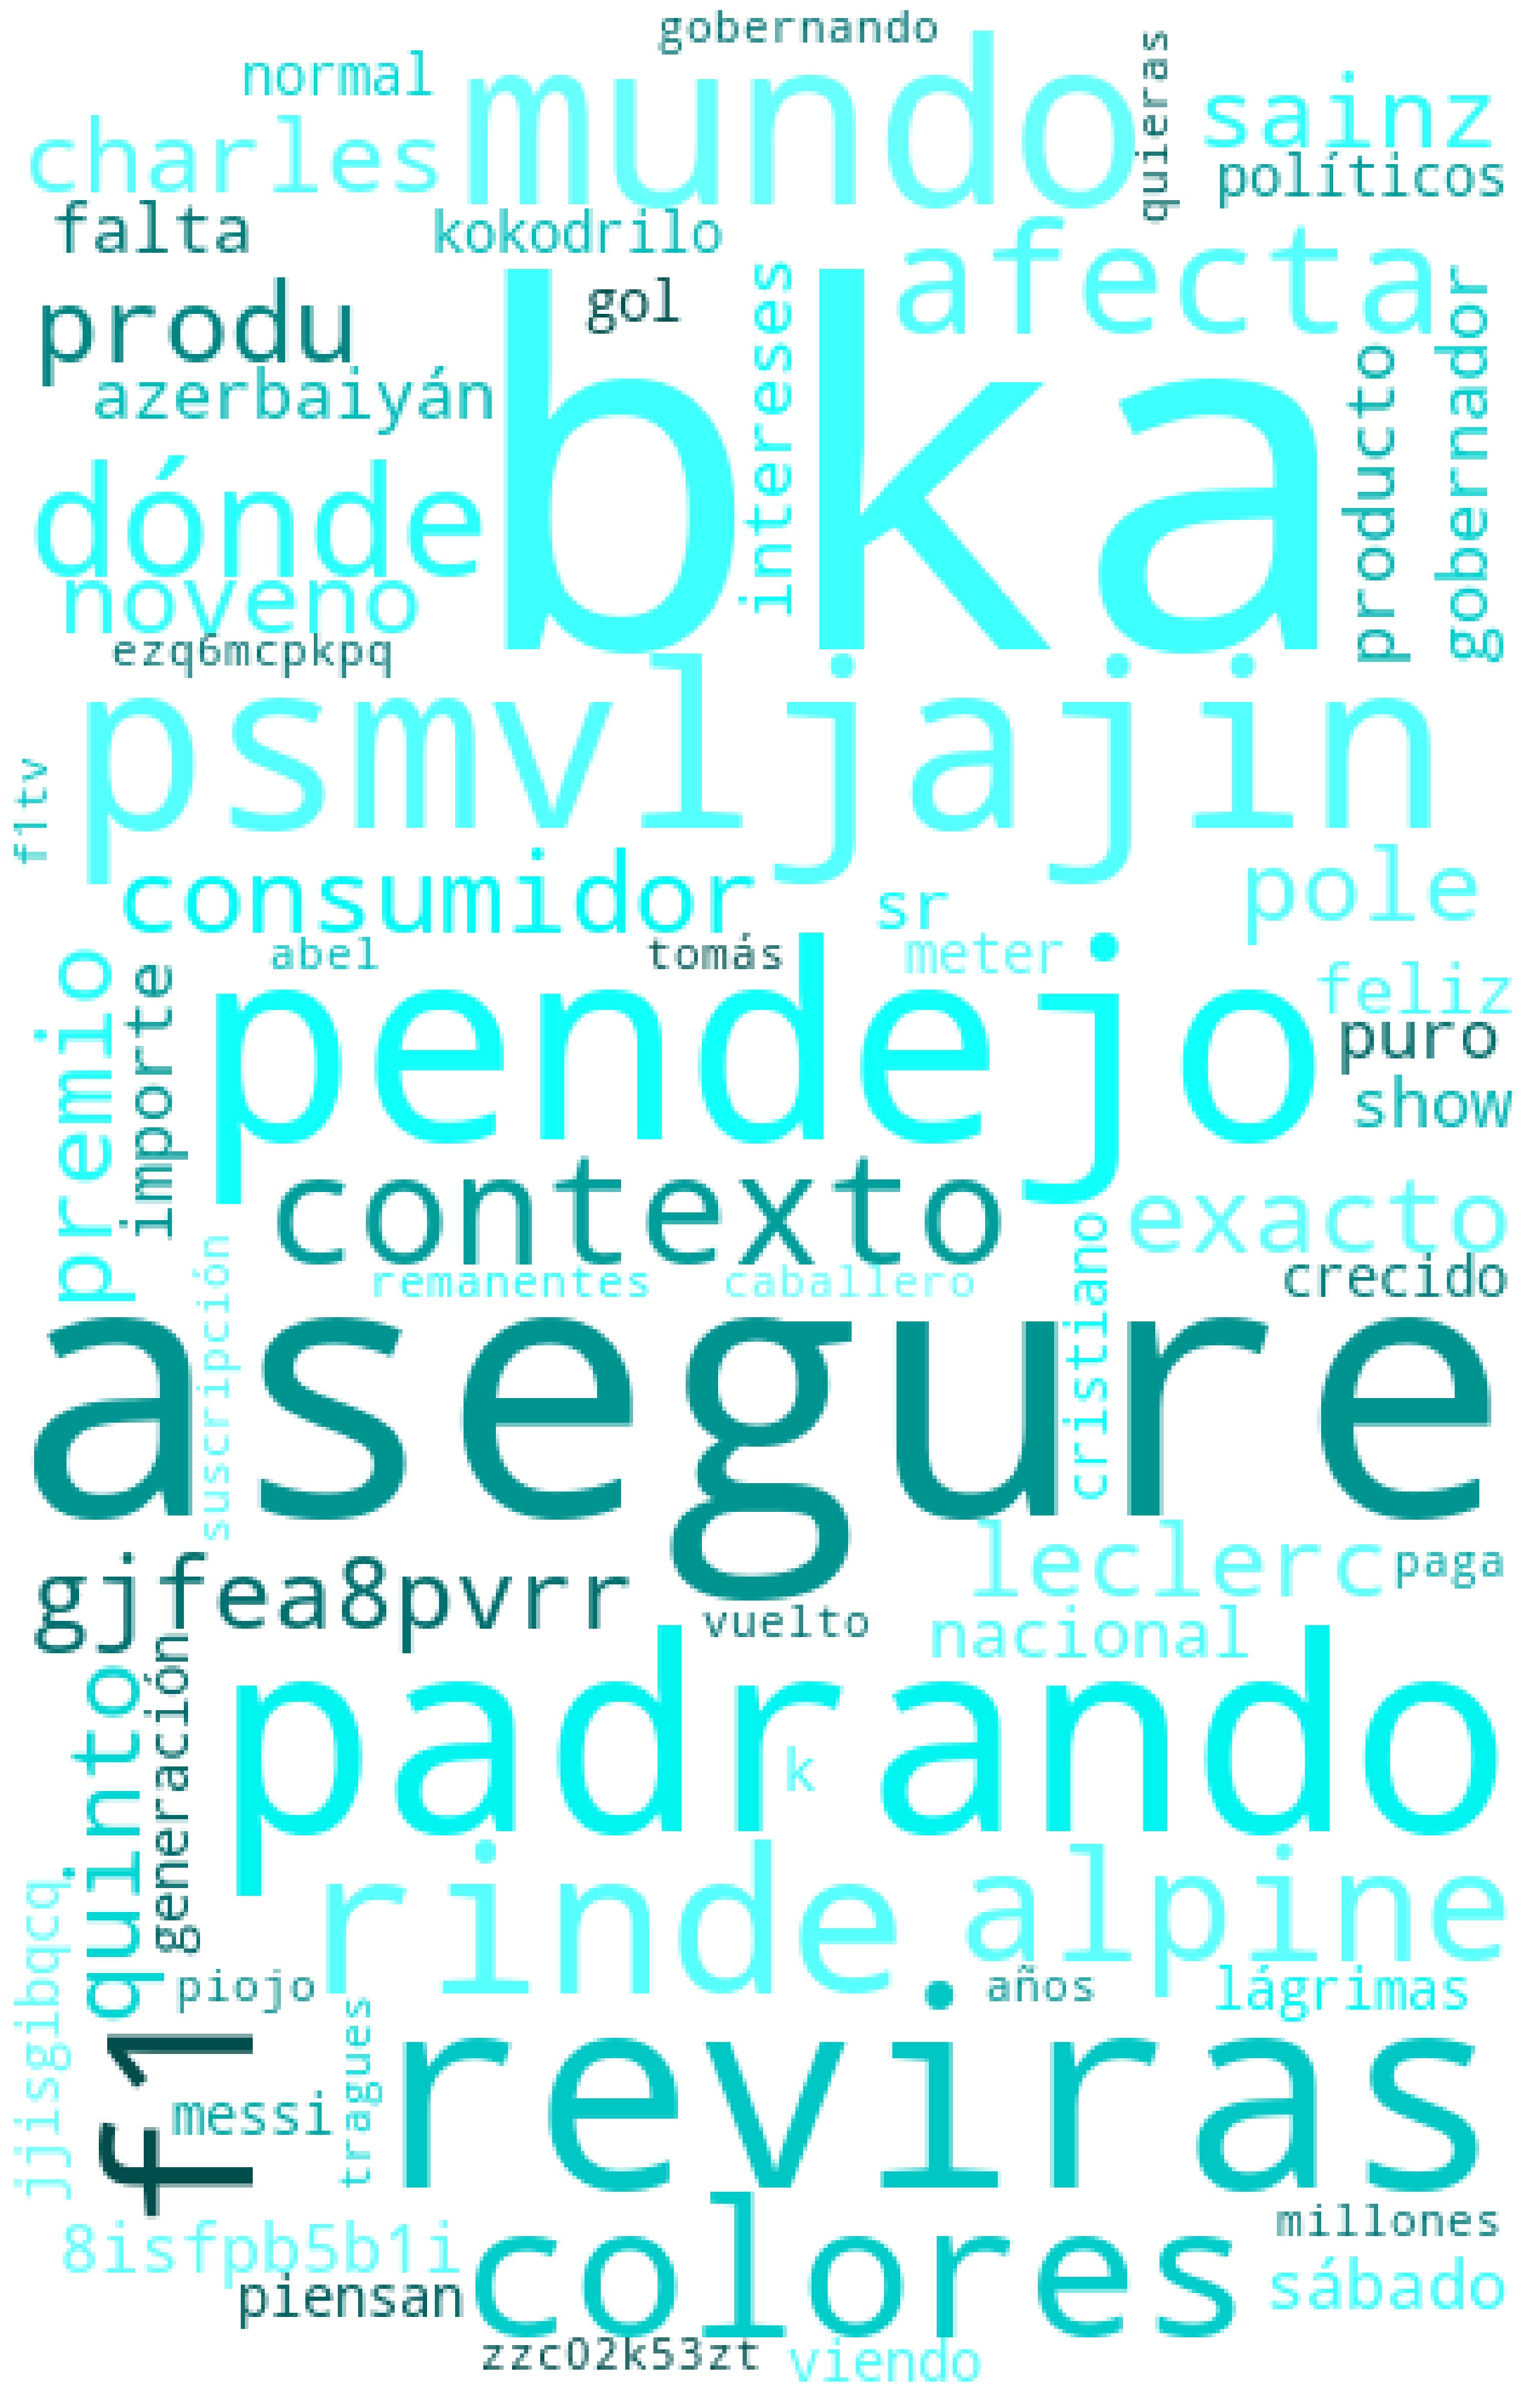 gobernando
normal
mundo
quieras
sainz
charles
políticos
falta
kokodrilo
afecta
produ
gol
intereses
bka
gobernador
azerbaiyán
producto
dónde
noveno
ezq6mcpkpq
psmvljajin
f1tv
consumidor
sr
pole
abel
tomás
meter
premio
importe
pendejo
feliz
puro
show
contexto
exacto
cristiano
suscripción
remanentes
caballero
crecido
asegure
gjfea8pvrr
leclerc
paga
vuelto
nacional
quinto
generación
padrando
k
rinde
alpine
jjisgibqcq
piojo
años
lágrimas
f1
messi
tragues
reviras
8isfpb5b1i
colores
millones
piensan
sábado
zzc02k53zt
viendo